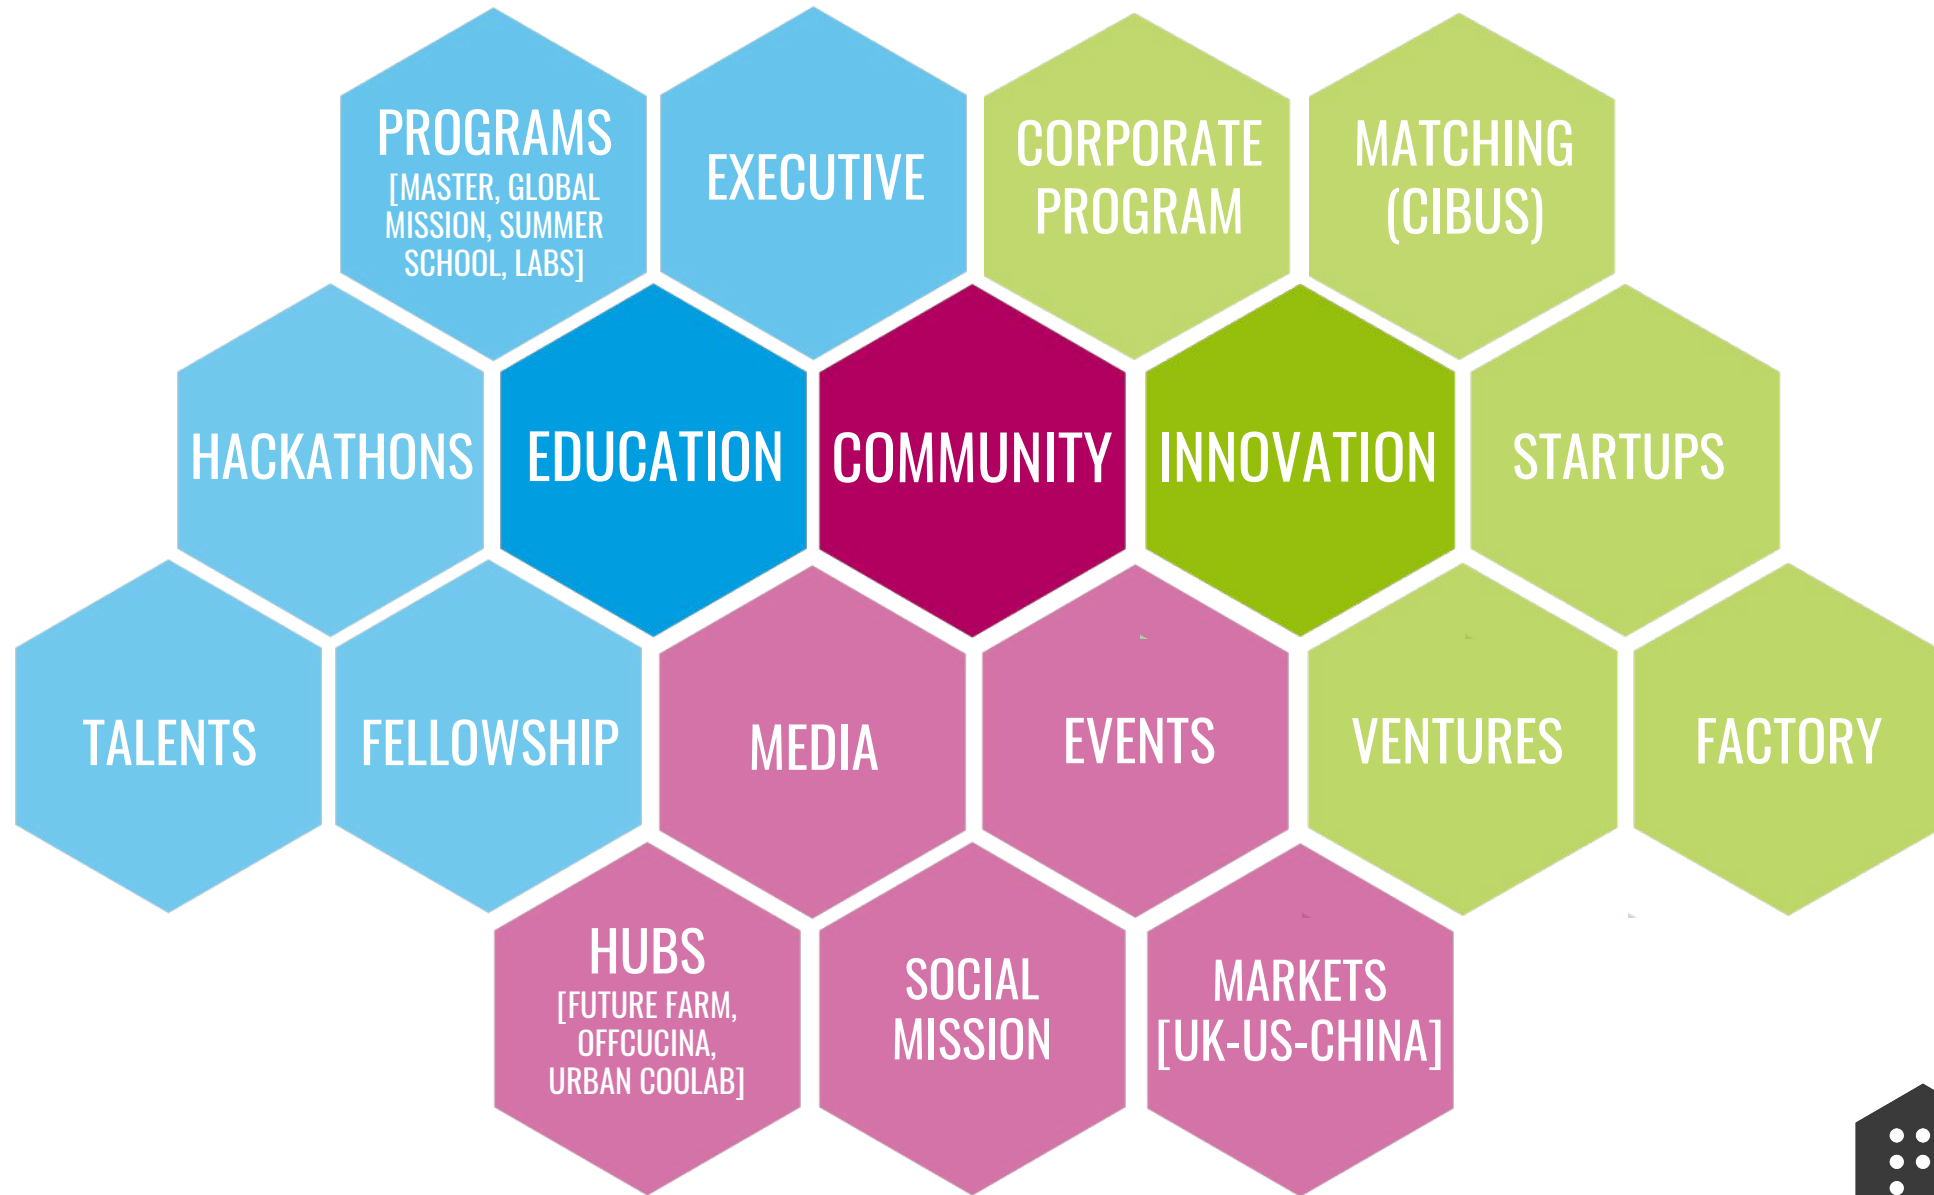 PROGRAMS
[MASTER, GLOBAL
MISSION, SUMMER
SCHOOL, LABS]
EXECUTIVE
CORPORATE
PROGRAM
MATCHING
(CIBUS)
HACKATHONS
EDUCATION
COMMUNITY
INNOVATION
STARTUPS
TALENTS
FELLOWSHIP
MEDIA
EVENTS
VENTURES
FACTORY
HUBS
[FUTURE FARM,
OFFCUCINA,
URBAN COOLAB]
SOCIAL
MISSION
MARKETS
[UK-US-CHINA]